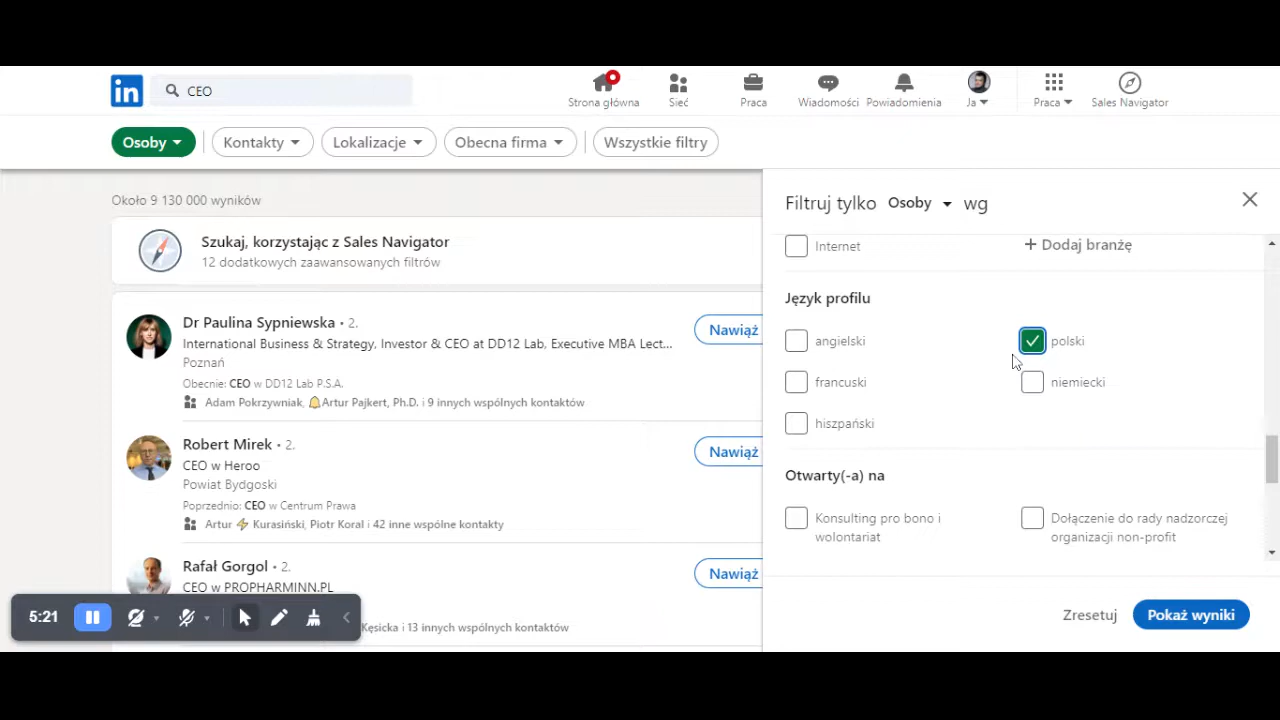 in
CEO
Strona główna
Sieć
Praca
Wiadomości
Powiadomienia
Ja
Praca
Sales Navigator
Osoby
Kontakty
Lokalizacje
Obecna firma
Wszystkie filtry
Około 9 130 000 wyników
Szukaj, korzystając z Sales Navigator
12 dodatkowych zaawansowanych filtrów
Dr Paulina Sypniewska • 2.
International Business & Strategy, Investor & CEO at DD12 Lab, Executive MBA Lect...
Poznań
Obecnie: CEO w DD12 Lab P.S.A.
Adam Pokrzywniak, Artur Pajkert, Ph.D. i 9 innych wspólnych kontaktów
Nawiąż
Robert Mirek • 2.
CEO w Heroo
Powiat Bydgoski
Poprzednio: CEO w Centrum Prawa
Artur ⚡ Kurasiński, Piotr Koral i 42 inne wspólne kontakty
Nawiąż
Rafał Gorgol • 2.
CEO w PROPHARMINN.PL
Kęsicka i 13 innych wspólnych kontaktów
Nawiąż
5:21
Filtruj tylko Osoby wg
Internet
+ Dodaj branżę
Język profilu
angielski
polski
francuski
niemiecki
hiszpański
Otwarty(-a) na
Konsulting pro bono i
wolontariat
Dołączenie do rady nadzorczej
organizacji non-profit
Zresetuj
Pokaż wyniki